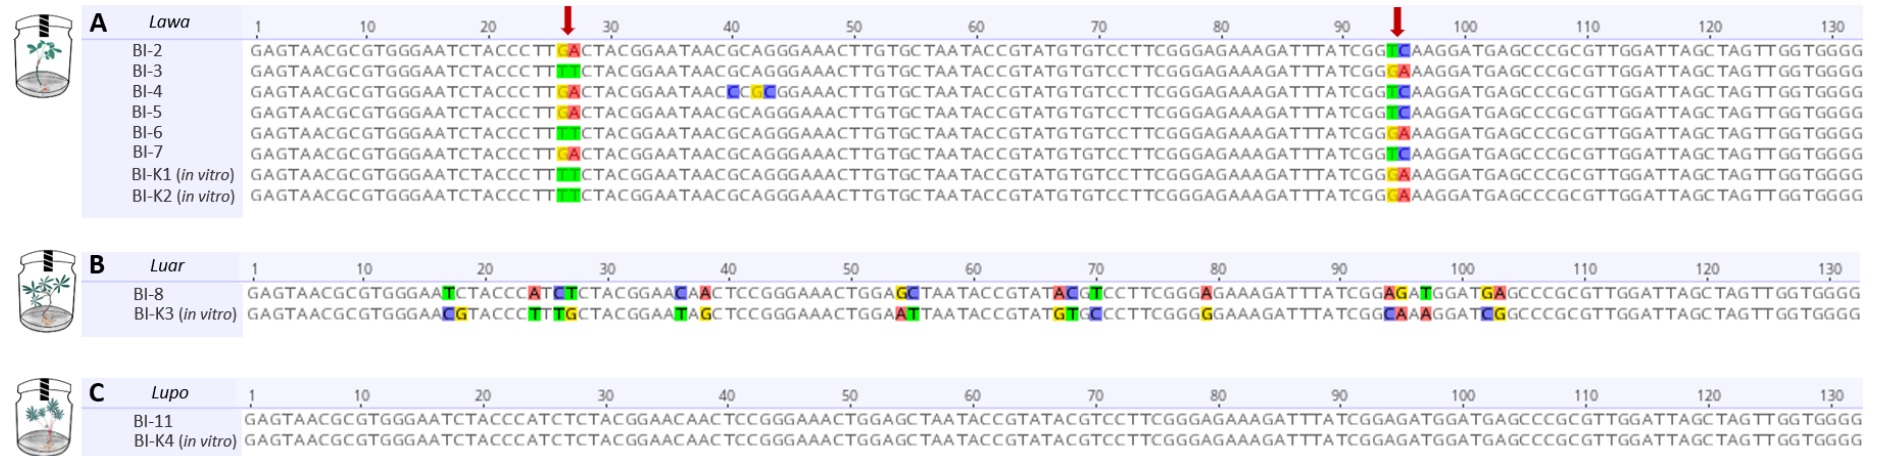 A Lawa 1 10 20 30 40 50 60 70 80 90 100 110 120 130
BI-2 GAGTAACGCGTGGGAATCTACCCTTGACTACGGAATAACGCAGGGAAACTTGTGCTAATACCGTATGTGTCCTTCGGGAGAAAGATTTATCGGTCAAGGATGAGCCCGCGTTGGATTAGCTAGTTGGTGGGG
BI-3 GAGTAACGCGTGGGAATCTACCCTTTTCTACGGAATAACGCAGGGAAACTTGTGCTAATACCGTATGTGTCCTTCGGGAGAAAGATTTATCGGGAAAGGATGAGCCCGCGTTGGATTAGCTAGTTGGTGGGG
BI-4 GAGTAACGCGTGGGAATCTACCCTTGACTACGGAATAACCCGCGGAAACTTGTGCTAATACCGTATGTGTCCTTCGGGAGAAAGATTTATCGGTCAAGGATGAGCCCGCGTTGGATTAGCTAGTTGGTGGGG
BI-5 GAGTAACGCGTGGGAATCTACCCTTGACTACGGAATAACGCAGGGAAACTTGTGCTAATACCGTATGTGTCCTTCGGGAGAAAGATTTATCGGTCAAGGATGAGCCCGCGTTGGATTAGCTAGTTGGTGGGG
BI-6 GAGTAACGCGTGGGAATCTACCCTTTTCTACGGAATAACGCAGGGAAACTTGTGCTAATACCGTATGTGTCCTTCGGGAGAAAGATTTATCGGGAAAGGATGAGCCCGCGTTGGATTAGCTAGTTGGTGGGG
BI-7 GAGTAACGCGTGGGAATCTACCCTTGACTACGGAATAACGCAGGGAAACTTGTGCTAATACCGTATGTGTCCTTCGGGAGAAAGATTTATCGGTCAAGGATGAGCCCGCGTTGGATTAGCTAGTTGGTGGGG
BI-K1 (in vitro) GAGTAACGCGTGGGAATCTACCCTTTTCTACGGAATAACGCAGGGAAACTTGTGCTAATACCGTATGTGTCCTTCGGGAGAAAGATTTATCGGGAAAGGATGAGCCCGCGTTGGATTAGCTAGTTGGTGGGG
BI-K2 (in vitro) GAGTAACGCGTGGGAATCTACCCTTTTCTACGGAATAACGCAGGGAAACTTGTGCTAATACCGTATGTGTCCTTCGGGAGAAAGATTTATCGGGAAAGGATGAGCCCGCGTTGGATTAGCTAGTTGGTGGGG
B Luar 1 10 20 30 40 50 60 70 80 90 100 110 120 130
BI-8 GAGTAACGCGTGGGAATCTACCCATCTCTACGGAACAACTCCGGGAAACTGGAGCTAATACCGTATACGTCCTTCGGGAGAAAGATTTATCGGAGATGGATGAGCCCGCGTTGGATTAGCTAGTTGGTGGGG
BI-K3 (in vitro) GAGTAACGCGTGGGAACGTACCCTTTGCTACGGAATAGCTCCGGGAAACTGGAATTAATACCGTATGTGCCCTTCGGGGGAAAGATTTATCGGCAAAGGATCGGCCCGCGTTGGATTAGCTAGTTGGTGGGG
C Lupo 1 10 20 30 40 50 60 70 80 90 100 110 120 130
BI-11 GAGTAACGCGTGGGAATCTACCCATCTCTACGGAACAACTCCGGGAAACTGGAGCTAATACCGTATACGTCCTTCGGGAGAAAGATTTATCGGAGATGGATGAGCCCGCGTTGGATTAGCTAGTTGGTGGGG
BI-K4 (in vitro) GAGTAACGCGTGGGAATCTACCCATCTCTACGGAACAACTCCGGGAAACTGGAGCTAATACCGTATACGTCCTTCGGGAGAAAGATTTATCGGAGATGGATGAGCCCGCGTTGGATTAGCTAGTTGGTGGGG